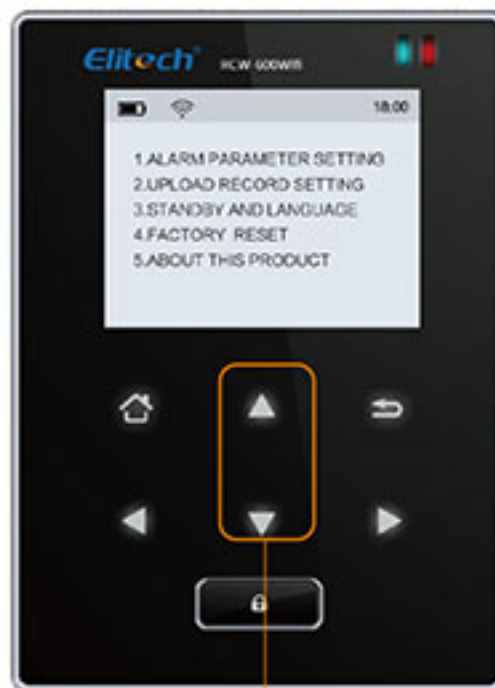 Elitech RCW-600Wifi
18:00
1.ALARM PARAMETER SETTING
2.UPLOAD RECORD SETTING
3.STANDBY AND LANGUAGE
4.FACTORY RESET
5.ABOUT THIS PRODUCT